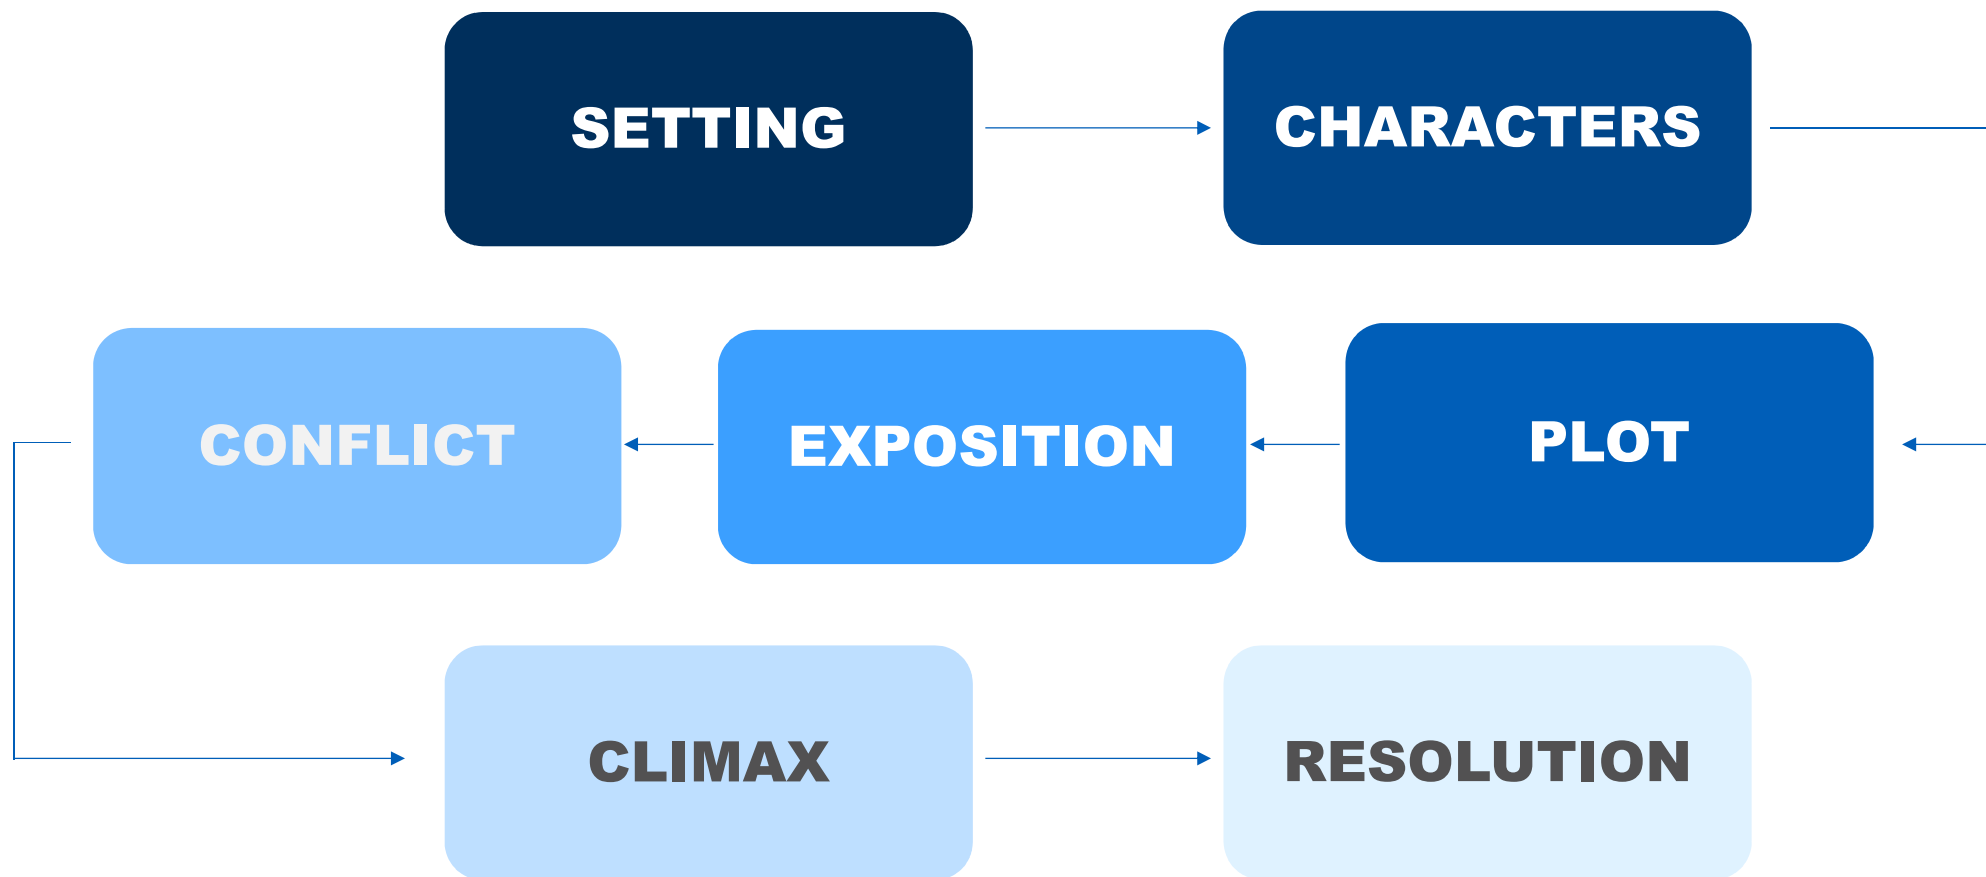 SETTING
CHARACTERS
PLOT
EXPOSITION
CONFLICT
CLIMAX
RESOLUTION